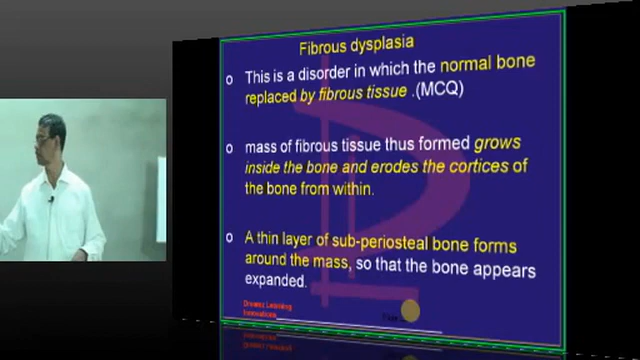 Fibrous dysplasia
o This is a disorder in which the normal bone
replaced by fibrous tissue .(MCQ)
o mass of fibrous tissue thus formed grows
inside the bone and erodes the cortices of
the bone from within.
o A thin layer of sub-periosteal bone forms
around the mass, so that the bone appears
expanded.
Dreamz Learning
Innovations